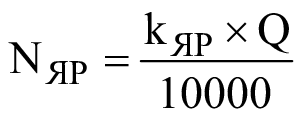 N_ЯР = k_ЯР × Q / 10000